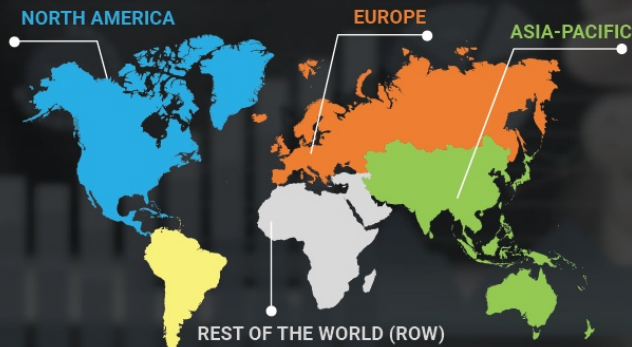 NORTH AMERICA
EUROPE
ASIA-PACIFIC
REST OF THE WORLD (ROW)